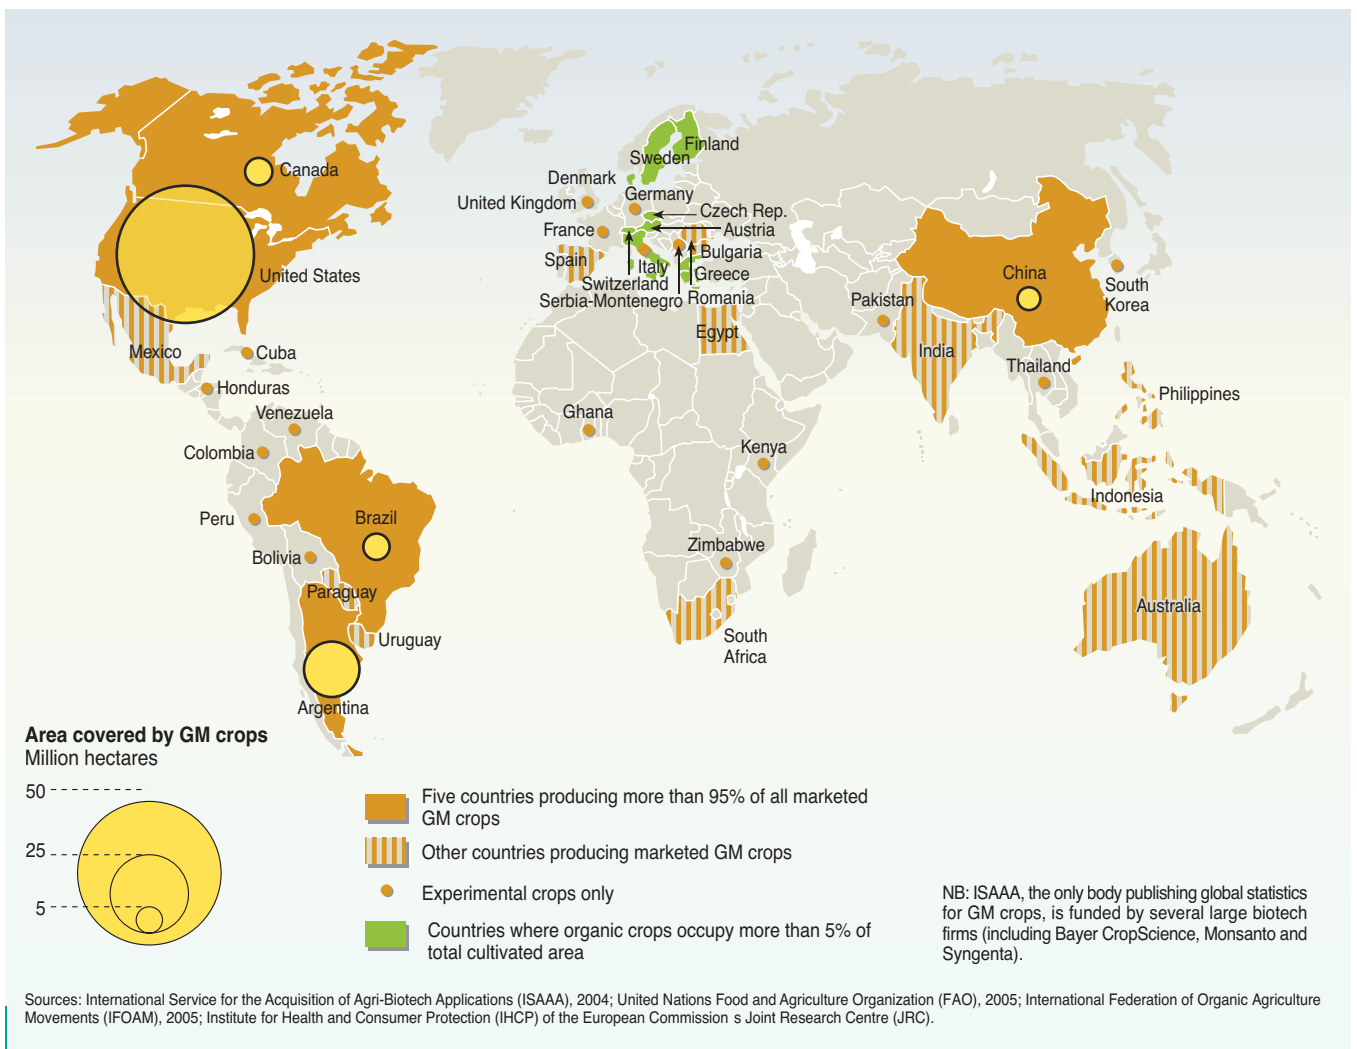 Finland
Sweden
Denmark
Germany
Canada
United Kingdom
Czech Rep.
France
Austria
Spain
Bulgaria
Italy
Greece
United States
Switzerland
China
South
Korea
Serbia-Montenegro
Romania
Pakistan
Egypt
Mexico
Cuba
India
Thailand
Honduras
Philippines
Venezuela
Ghana
Colombia
Kenya
Indonesia
Peru
Brazil
Zimbabwe
Bolivia
Paraguay
Australia
Uruguay
South
Africa
Argentina
Area covered by GM crops
Million hectares
50
25
5
Five countries producing more than 95% of all marketed
GM crops
Other countries producing marketed GM crops
Experimental crops only
Countries where organic crops occupy more than 5% of
total cultivated area
NB: ISAAA, the only body publishing global statistics
for GM crops, is funded by several large biotech
firms (including Bayer CropScience, Monsanto and
Syngenta).
Sources: International Service for the Acquisition of Agri-Biotech Applications (ISAAA), 2004; United Nations Food and Agriculture Organization (FAO), 2005; International Federation of Organic Agriculture
Movements (IFOAM), 2005; Institute for Health and Consumer Protection (IHCP) of the European Commission s Joint Research Centre (JRC).